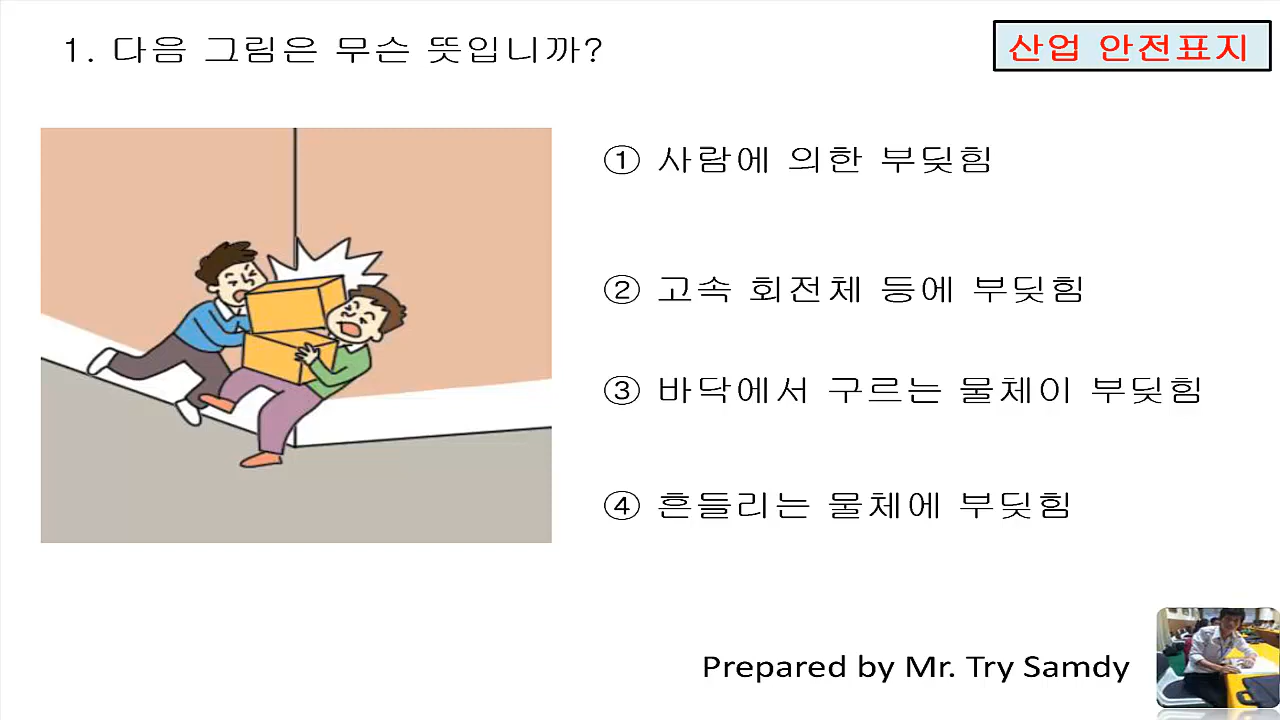 1. 다음 그림은 무슨 뜻입니까?
산업 안전표지
① 사람에 의한 부딪힘
② 고속 회전체 등에 부딪힘
③ 바닥에서 구르는 물체이 부딪힘
④ 흔들리는 물체에 부딪힘
Prepared by Mr. Try Samdy